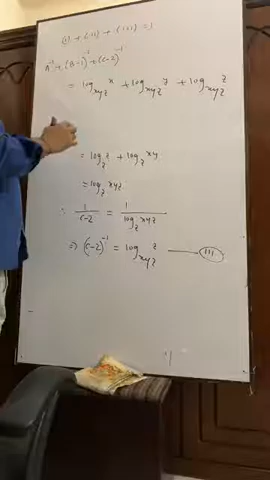 (i) + (ii) + (iii) =>
A⁻¹ + (B-1)⁻¹ + (C-2)⁻¹
= log_xyz x + log_xyz z + log_xyz z
= log_z z + log_z xy
= log_z xyz
∴ 1/(C-2) = 1/(log_z xyz)
⇒ (C-2)⁻¹ = log_xyz z —— (iii)